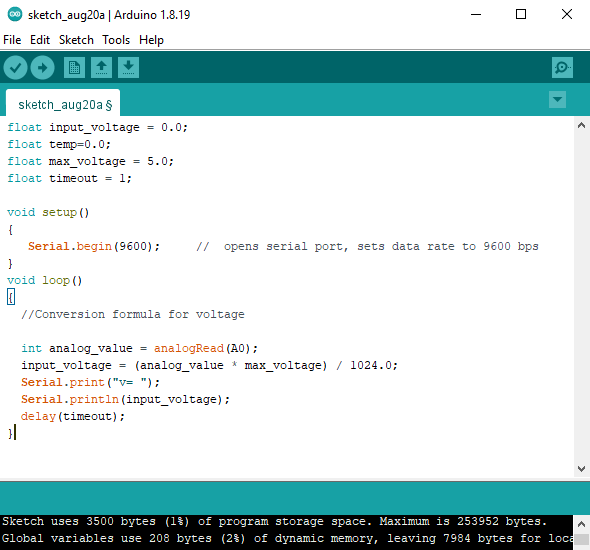 sketch_aug20a | Arduino 1.8.19
File Edit Sketch Tools Help
sketch_aug20a §
float input_voltage = 0.0;
float temp=0.0;
float max_voltage = 5.0;
float timeout = 1;
void setup()
{
Serial.begin(9600); // opens serial port, sets data rate to 9600 bps
}
void loop()
{
//Conversion formula for voltage
int analog_value = analogRead(A0);
input_voltage = (analog_value * max_voltage) / 1024.0;
Serial.print("v= ");
Serial.println(input_voltage);
delay(timeout);
}
Sketch uses 3500 bytes (1%) of program storage space. Maximum is 253952 bytes.
Global variables use 208 bytes (2%) of dynamic memory, leaving 7984 bytes for loca